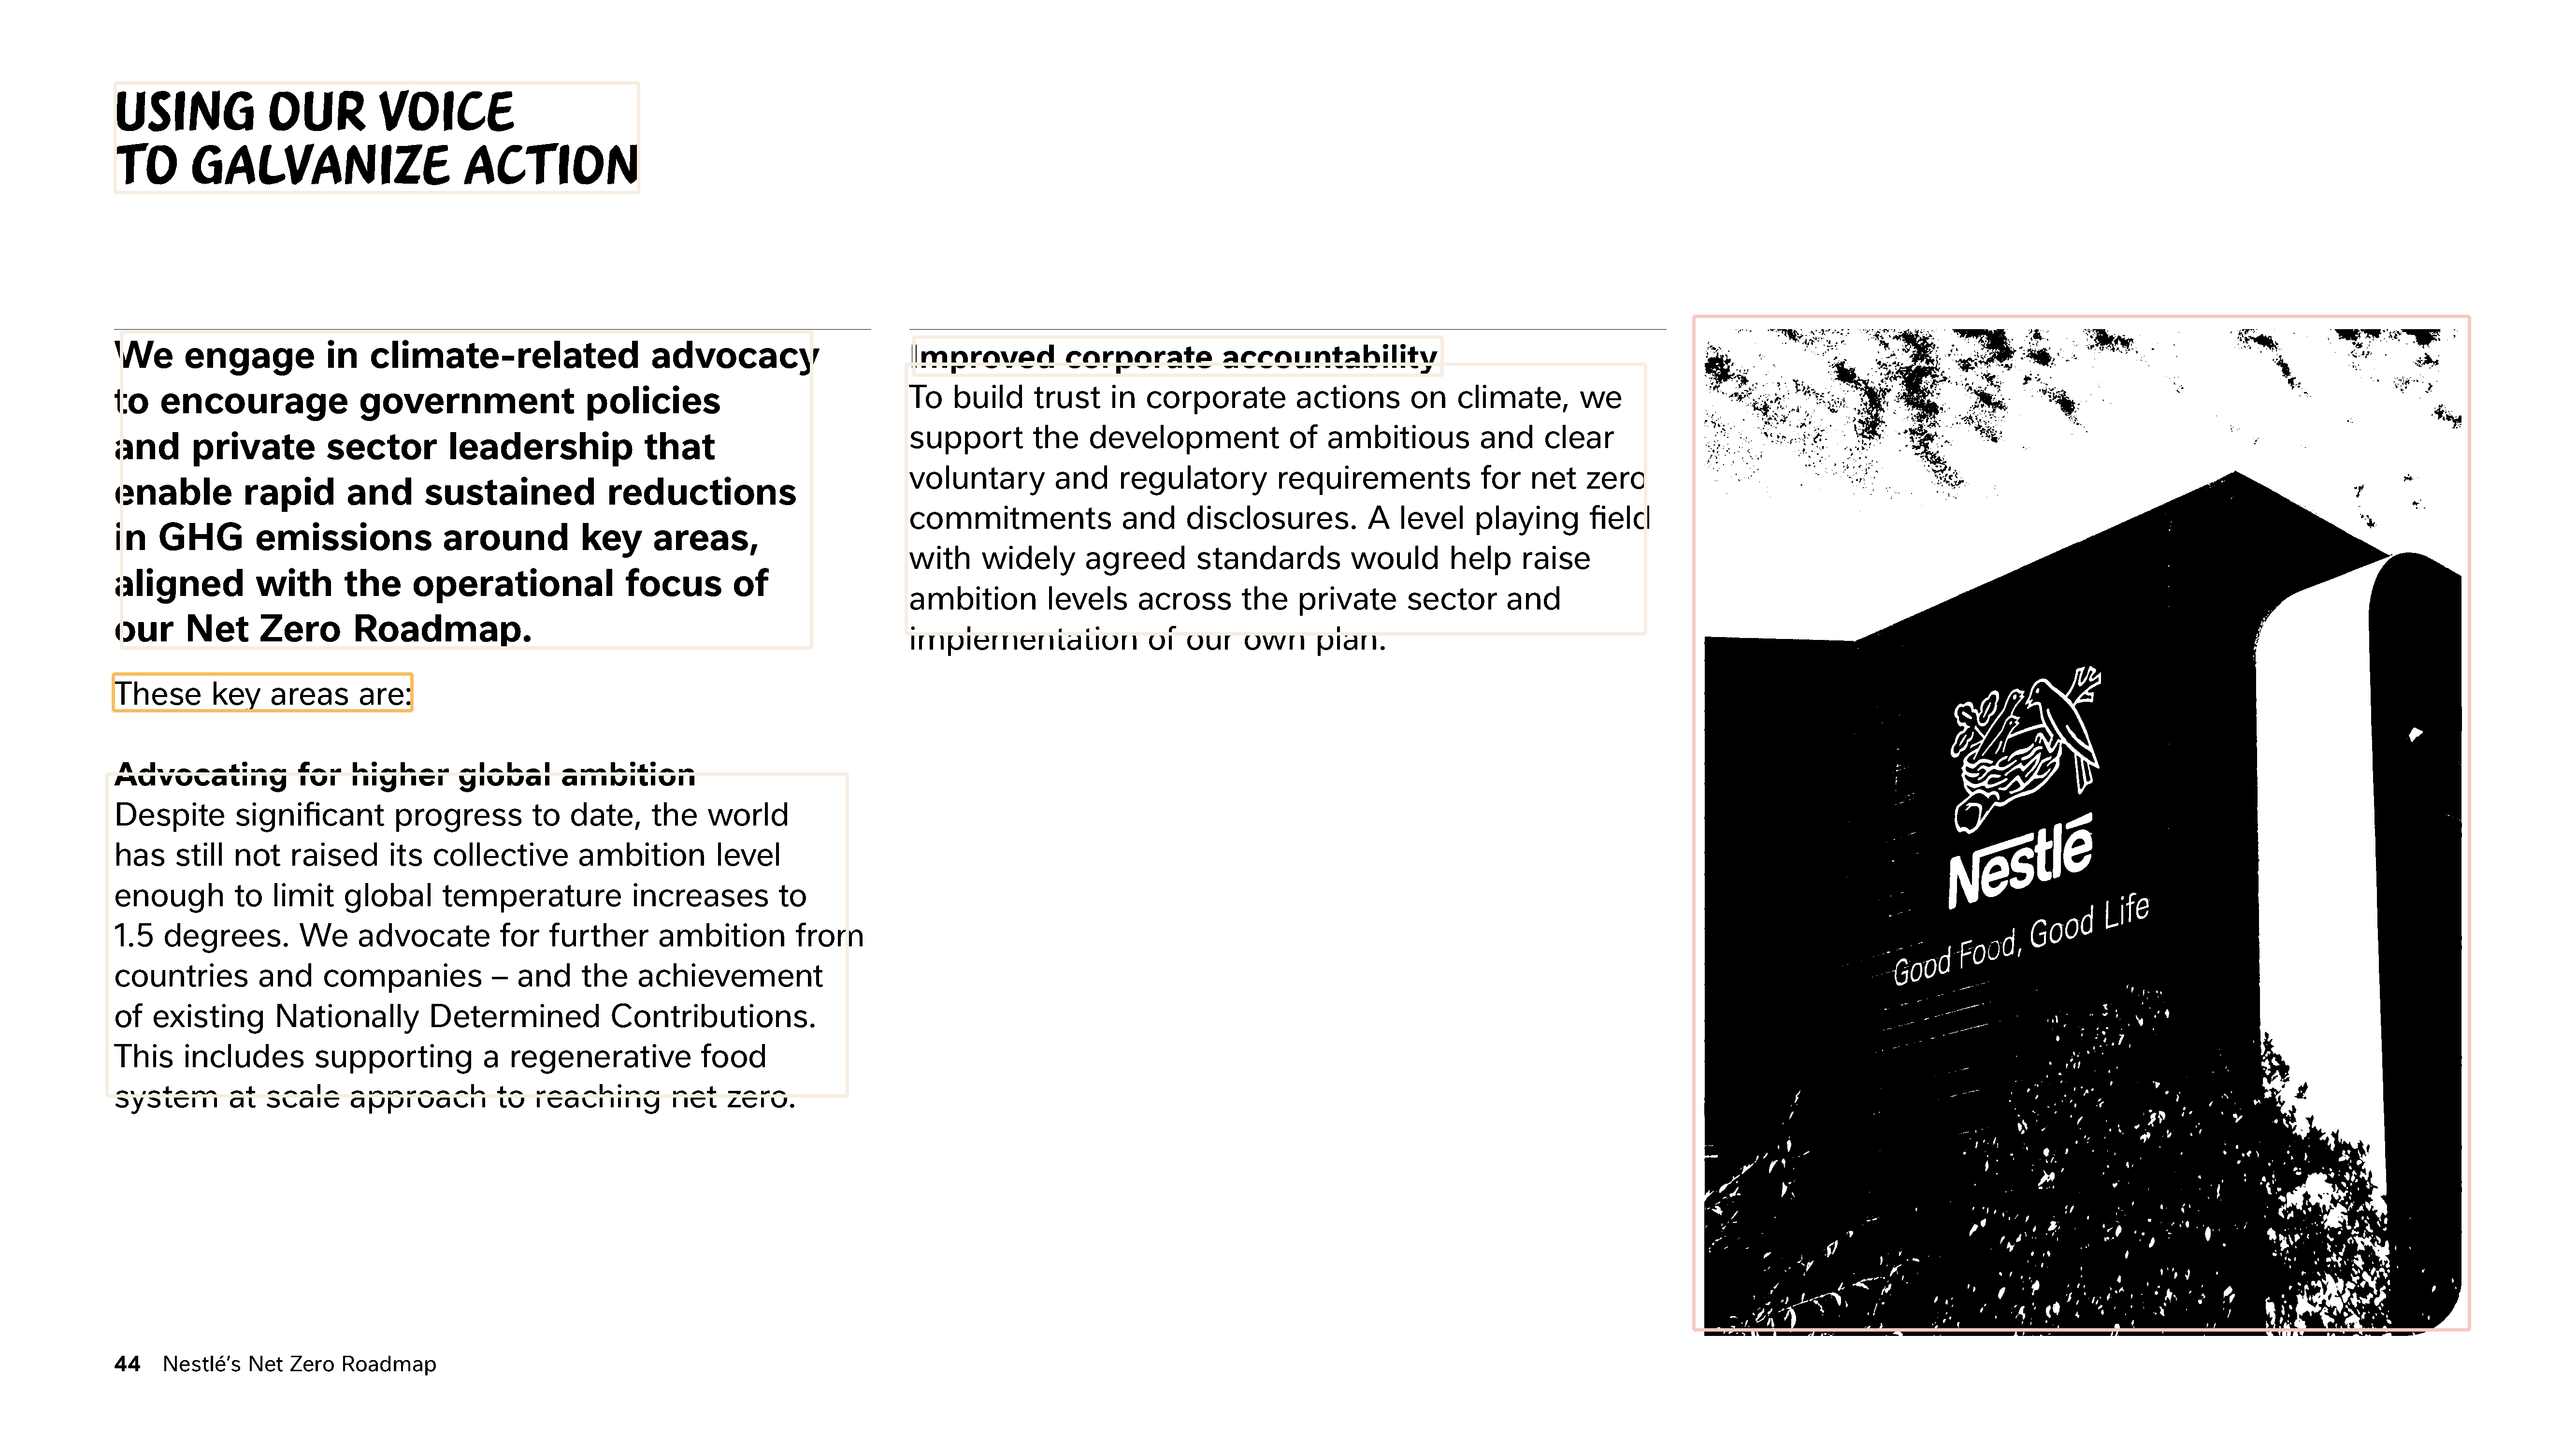 USING OUR VOICE
TO GALVANIZE ACTION
We engage in climate-related advocacy
to encourage government policies
and private sector leadership that
enable rapid and sustained reductions
in GHG emissions around key areas,
aligned with the operational focus of
our Net Zero Roadmap.
These key areas are:
Advocating for higher global ambition
Despite significant progress to date, the world
has still not raised its collective ambition level
enough to limit global temperature increases to
1.5 degrees. We advocate for further ambition from
countries and companies – and the achievement
of existing Nationally Determined Contributions.
This includes supporting a regenerative food
system at scale approach to reaching net zero.
Improved corporate accountability
To build trust in corporate actions on climate, we
support the development of ambitious and clear
voluntary and regulatory requirements for net zero
commitments and disclosures. A level playing field
with widely agreed standards would help raise
ambition levels across the private sector and
implementation of our own plan.
Nestlé
Good Food, Good Life
44 Nestlé’s Net Zero Roadmap